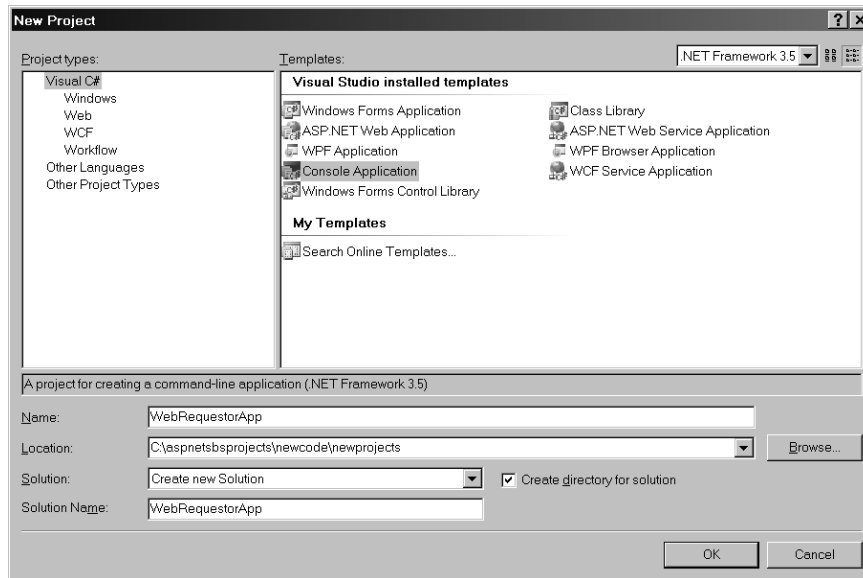 New Project
Project types:
Templates:
.NET Framework 3.5
Visual C#
Windows
Web
WCF
Workflow
Other Languages
Other Project Types
Visual Studio installed templates
Windows Forms Application
ASP.NET Web Application
WPF Application
Console Application
Windows Forms Control Library
Class Library
ASP.NET Web Service Application
WPF Browser Application
WCF Service Application
My Templates
Search Online Templates...
A project for creating a command-line application (.NET Framework 3.5)
Name:
WebRequestorApp
Location:
C:\aspnetsbsprojects\newcode\newprojects
Browse...
Solution:
Create new Solution
Create directory for solution
Solution Name:
WebRequestorApp
OK
Cancel